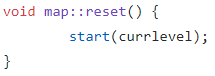 void map::reset() {
        start(currlevel);
}